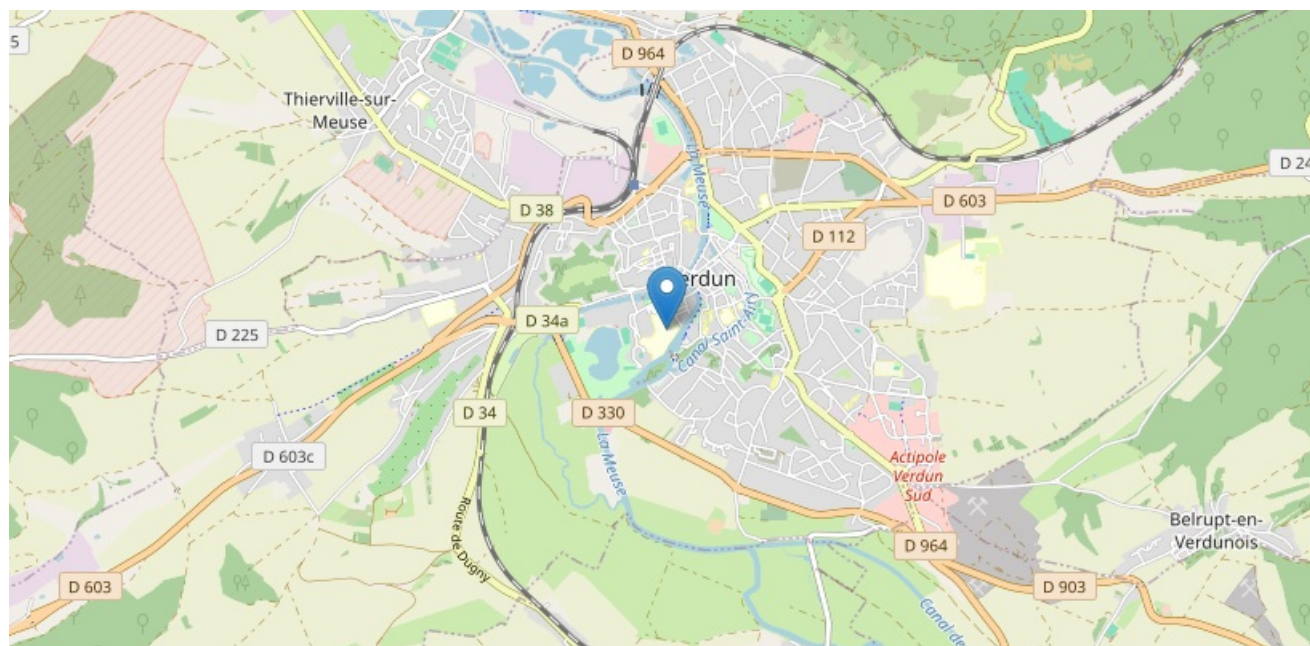 5
D 964
Thierville-sur-
Meuse
La Meuse
D 24
D 603
D 38
D 112
erdun
D 34a
D 225
Canal Saint-Airy
D 34
D 330
D 603c
La Meuse
Actipole
Verdun
Sud
Route de Dugny
Belrupt-en-
Verdunois
D 964
D 603
D 903
Canal de